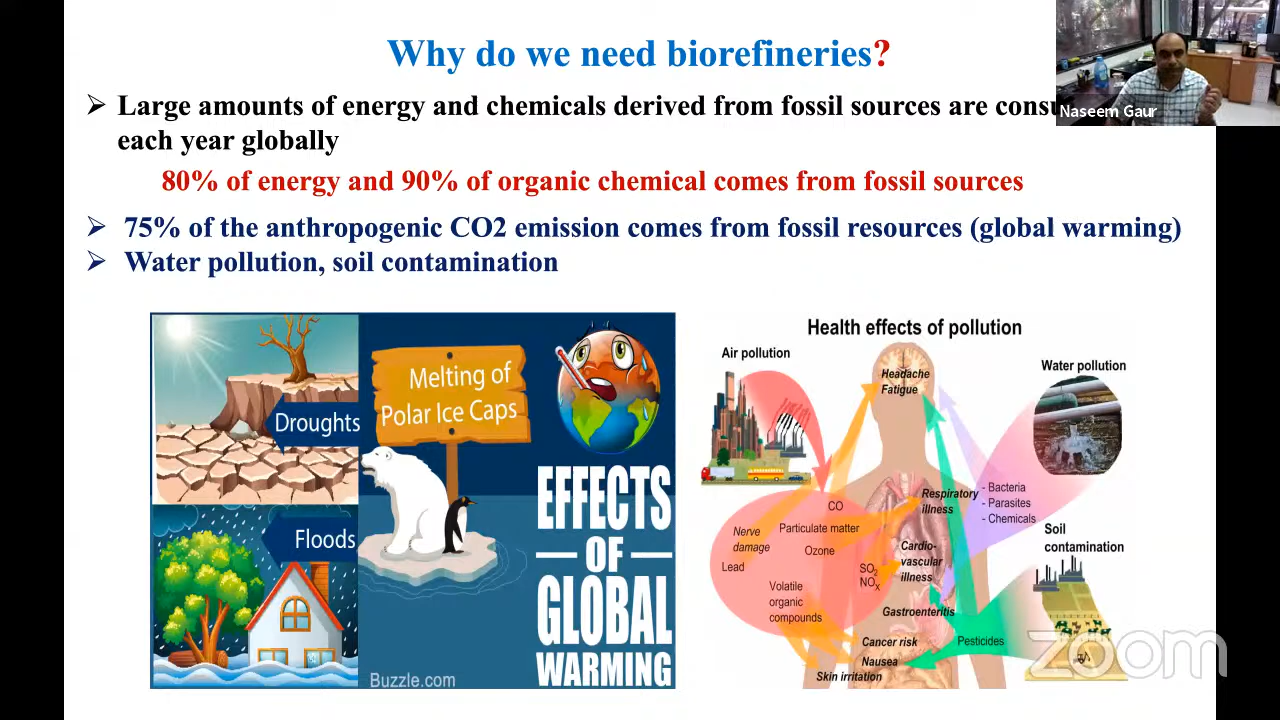 Why do we need biorefineries?
Naseem Gaur
➢ Large amounts of energy and chemicals derived from fossil sources are
each year globally
80% of energy and 90% of organic chemical comes from fossil sources
➢ 75% of the anthropogenic CO2 emission comes from fossil resources (global warming)
➢ Water pollution, soil contamination
Droughts
Floods
Melting of
Polar Ice Caps
EFFECTS
OF
GLOBAL
WARMING
Buzzle.com
Health effects of pollution
Air pollution
Water pollution
Headache
Fatigue
- Bacteria
- Parasites
- Chemicals
Respiratory
illness
CO
Particulate matter
Nerve
damage
Ozone
Lead
Cardio-
vascular
illness
SO2
NOX
Soil
contamination
Volatile
organic
compounds
Gastroenteritis
Pesticides
Cancer risk
Nausea
Skin irritation
zoom